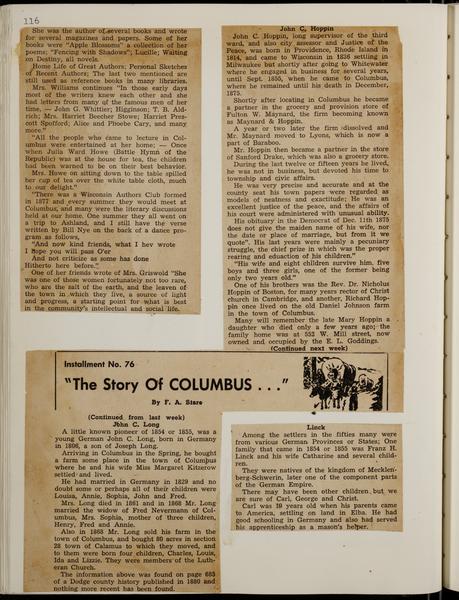 116
She was the author of several books and wrote
for several magazines and papers. Some of her
books were "Apple Blossoms" a collection of her
poems; "Fencing with Shadows"; Lucille; Waiting
on Destiny, all novels.
Home Life of Great Authors; Personal Sketches
of Recent Authors; The last two mentioned are
still used as reference books in many libraries.
Mrs. Williams continues "In those early days
most of the writers knew each other and she
had letters from many of the famous men of her
time, — John G. Whittier; Higginson; T. B. Ald-
rich; Mrs. Harriet Beecher Stowe; Harriet Pres-
cott Spofford; Alice and Phoebe Cary, and many
more."
"All the people who came to lecture in Col-
umbus were entertained at her home; — Once
when Julia Ward Howe (Battle Hymn of the
Republic) was at the house for tea, the children
had been warned to be on their best behavior.
Mrs. Howe on sitting down to the table spilled
her cup of tea over the white table cloth, much
to our delight."
"There was a Wisconsin Authors Club formed
in 1877 and every summer they would meet at
Columbus, and many were the literary discussions
held at our home. One summer they all went on
a trip to Ashland, and I still have the verse
written by Bill Nye on the back of a dance pro-
gram as follows,
"And now kind friends, what I hev wrote
I hope you will pass O'er
And not criticise as some has done
Hitherto here before."
One of her friends wrote of Mrs. Griswold "She
was one of those women fortunately not too rare,
who are the salt of the earth, and the leaven of
the town in which they live, a source of light
and progress, a starting point for what is best
in the community's intellectual and social life.
John C. Hoppin
John C. Hoppin, long supervisor of the third
ward, and also city assessor and Justice of the
Peace, was born in Providence, Rhode Island in
1814, and came to Wisconsin in 1836 settling in
Milwaukee but shortly after going to Whitewater
where he engaged in business for several years,
until Sept. 1850, when he came to Columbus,
where he remained until his death in December,
1875.
Shortly after locating in Columbus he became
a partner in the grocery and provision store of
Fulton W. Maynard, the firm becoming known
as Maynard & Hoppin.
A year or two later the firm dissolved and
Mr. Maynard moved to Lyons, which is now a
part of Baraboo.
Mr. Hoppin then became a partner in the store
of Sanford Drake, which was also a grocery store.
During the last twelve or fifteen years he lived,
he was not in business, but devoted his time to
township and civic affairs.
He was very precise and accurate and at the
county seat his town papers were regarded as
models of neatness and exactitude; He was an
excellent justice of the peace, and the affairs of
his court were administered with unusual ability.
His obituary in the Democrat of Dec. 11th 1875
does not give the maiden name of his wife, nor
the date or place of marriage, but from it we
quote". His last years were mainly a pecuniary
struggle, the chief prize in which was the proper
rearing and eduaction of his children."
"His wife and eight children survive him, five
boys and three girls, one of the former being
only two years old."
One of his brothers was the Rev. Dr. Nicholas
Hoppin of Boston, for many years rector of Christ
church in Cambridge, and another, Richard Hop-
pin once lived on the old Daniel Johnson farm
in the town of Columbus.
Many will remember the late Mary Hoppin a
daughter who died only a few years ago; the
family home was at 552 W. Mill street, now
owned and occupied by the E. L. Goddings.
(Continued next week)
Installment No. 76
"The Story Of COLUMBUS . . ."
By F. A. Stare
(Continued from last week)
John C. Long
A little known pioneer of 1854 or 1855, was a
young German John C. Long, born in Germany
in 1806, a son of Joseph Long.
Arriving in Columbus in the Spring, he bought
a farm some place in the town of Columbus
where he and his wife Miss Margaret Kitzerow
settled and lived.
He had married in Germany in 1829 and no
doubt some or perhaps all of their children were
Louisa, Annie, Sophia, John and Fred.
Mrs. Long died in 1861 and in 1868 Mr. Long
married the widow of Fred Nevermann of Col-
umbus, Mrs. Sophia, mother of three children,
Henry, Fred and Annie.
Also in 1868 Mr. Long sold his farm in the
town of Columbus, and bought 80 acres in section
28 town of Calamus to which they moved, and
to them were born four children, Charles, Louis,
Ida and Lizzie. They were members of the Luth-
eran Church.
The information above was found on page 685
of a Dodge county history published in 1880 and
nothing more recent has been found.
Linck
Among the settlers in the fifties many were
from various German Provinces or States; One
family that came in 1854 or 1855 was Franz H.
Linck and his wife Catharine and several child-
ren.
They were natives of the kingdom of Mecklen-
berg-Schwerin, later one of the component parts
of the German Empire.
There may have been other children but we
are sure of Carl, George and Christ.
Carl was 19 years old when his parents came
to America, settling on land in Elba. He had
good schooling in Germany and also had served
his apprenticeship as a mason's helper.